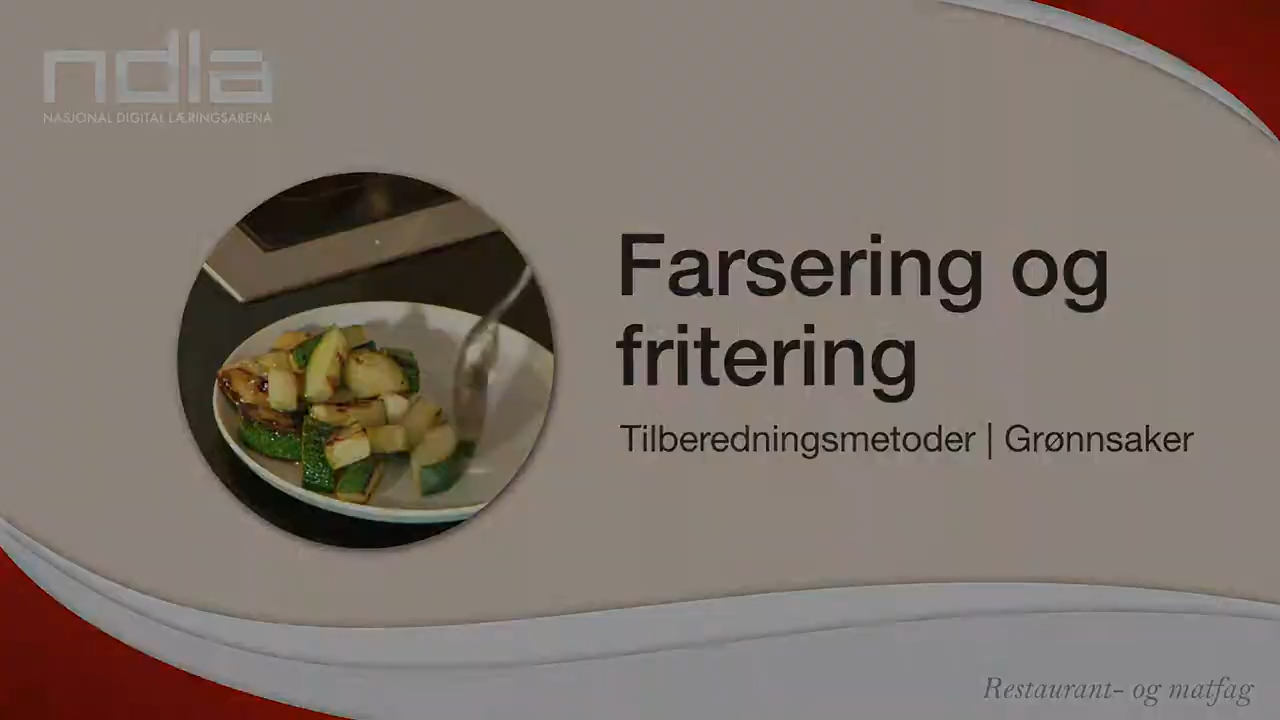 ndla
NASJONAL DIGITAL LÆRINGSARENA
Farsering og
fritering
Tilberedningsmetoder | Grønnsaker
Restaurant- og matfag